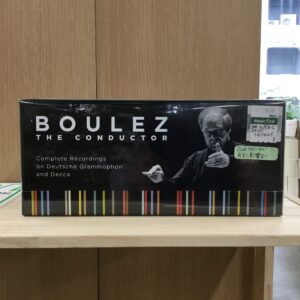 BOULEZ
THE CONDUCTOR
Complete Recordings
on Deutsche Grammophon
and Decca